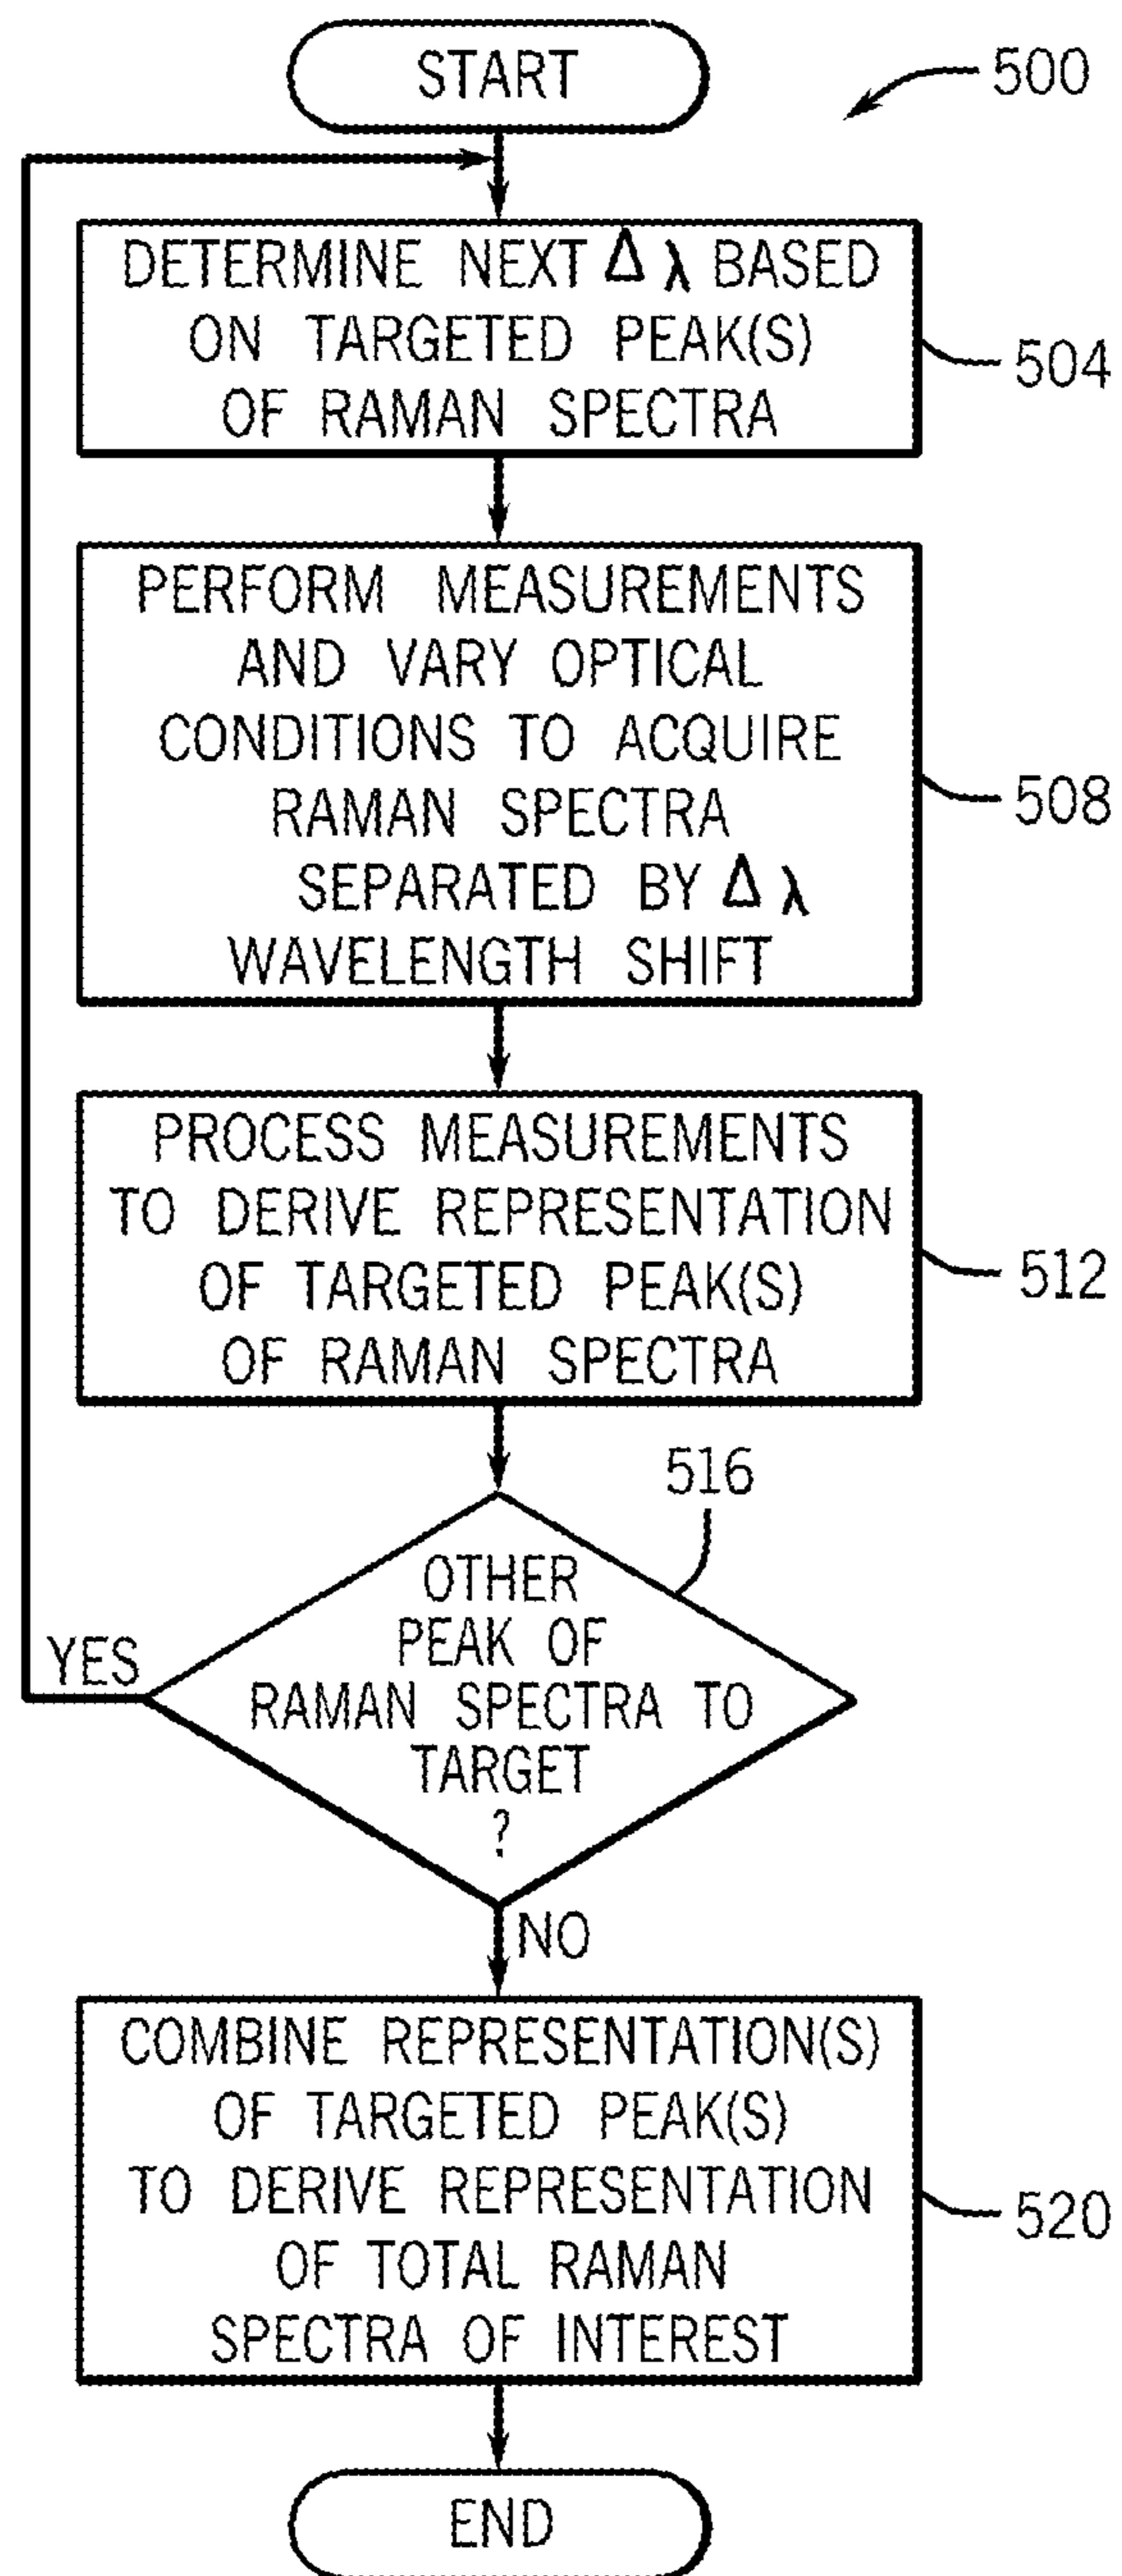 START
500
DETERMINE NEXT Δλ BASED
ON TARGETED PEAK(S)
OF RAMAN SPECTRA
504
PERFORM MEASUREMENTS
AND VARY OPTICAL
CONDITIONS TO ACQUIRE
RAMAN SPECTRA
SEPARATED BY Δλ
WAVELENGTH SHIFT
508
PROCESS MEASUREMENTS
TO DERIVE REPRESENTATION
OF TARGETED PEAK(S)
OF RAMAN SPECTRA
512
516
OTHER
PEAK OF
RAMAN SPECTRA TO
TARGET
?
YES
NO
COMBINE REPRESENTATION(S)
OF TARGETED PEAK(S)
TO DERIVE REPRESENTATION
OF TOTAL RAMAN
SPECTRA OF INTEREST
520
END